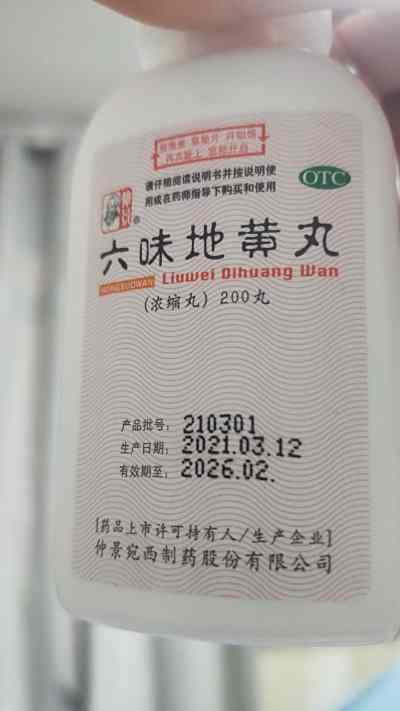 请仔细阅读说明书并按说明使
用或在药师指导下购买和使用
OTC
六味地黄丸
Liuwei Dihuang Wan
(浓缩丸) 200丸
产品批号: 210301
生产日期: 2021.03.12
有效期至: 2026.02.
[药品上市许可持有人/生产企业]
仲景宛西制药股份有限公司